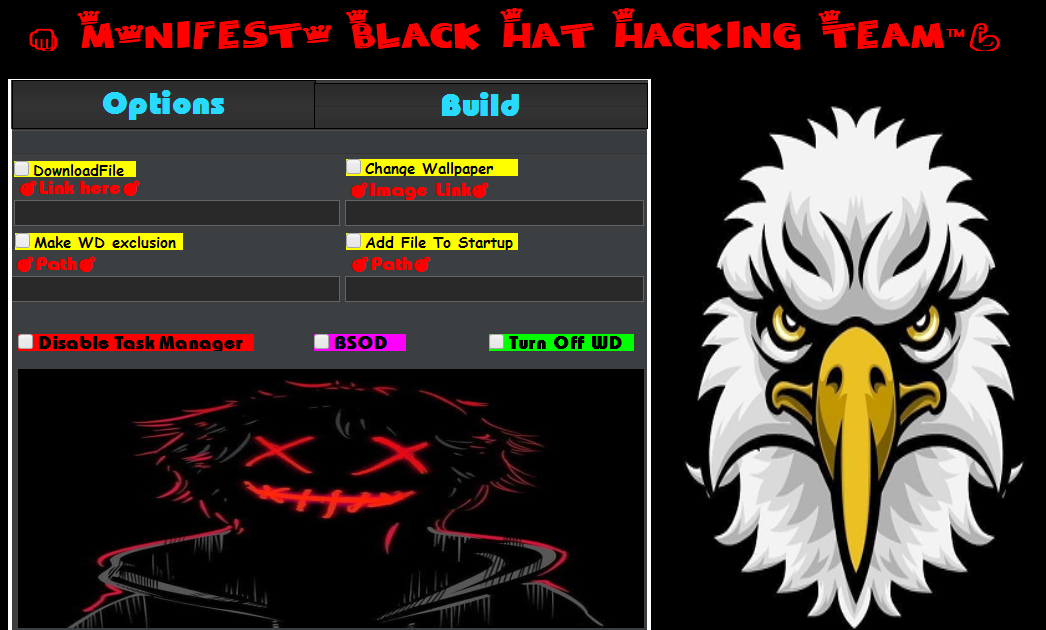 👊 MANIFESTA BLACK HAT HACKING TEAM™💪
Options Build
DownloadFile Change Wallpaper
💣Link here💣 💣Image Link💣
Make WD exclusion Add File To Startup
💣Path💣 💣Path💣
Disable Task Manager BSOD Turn Off WD